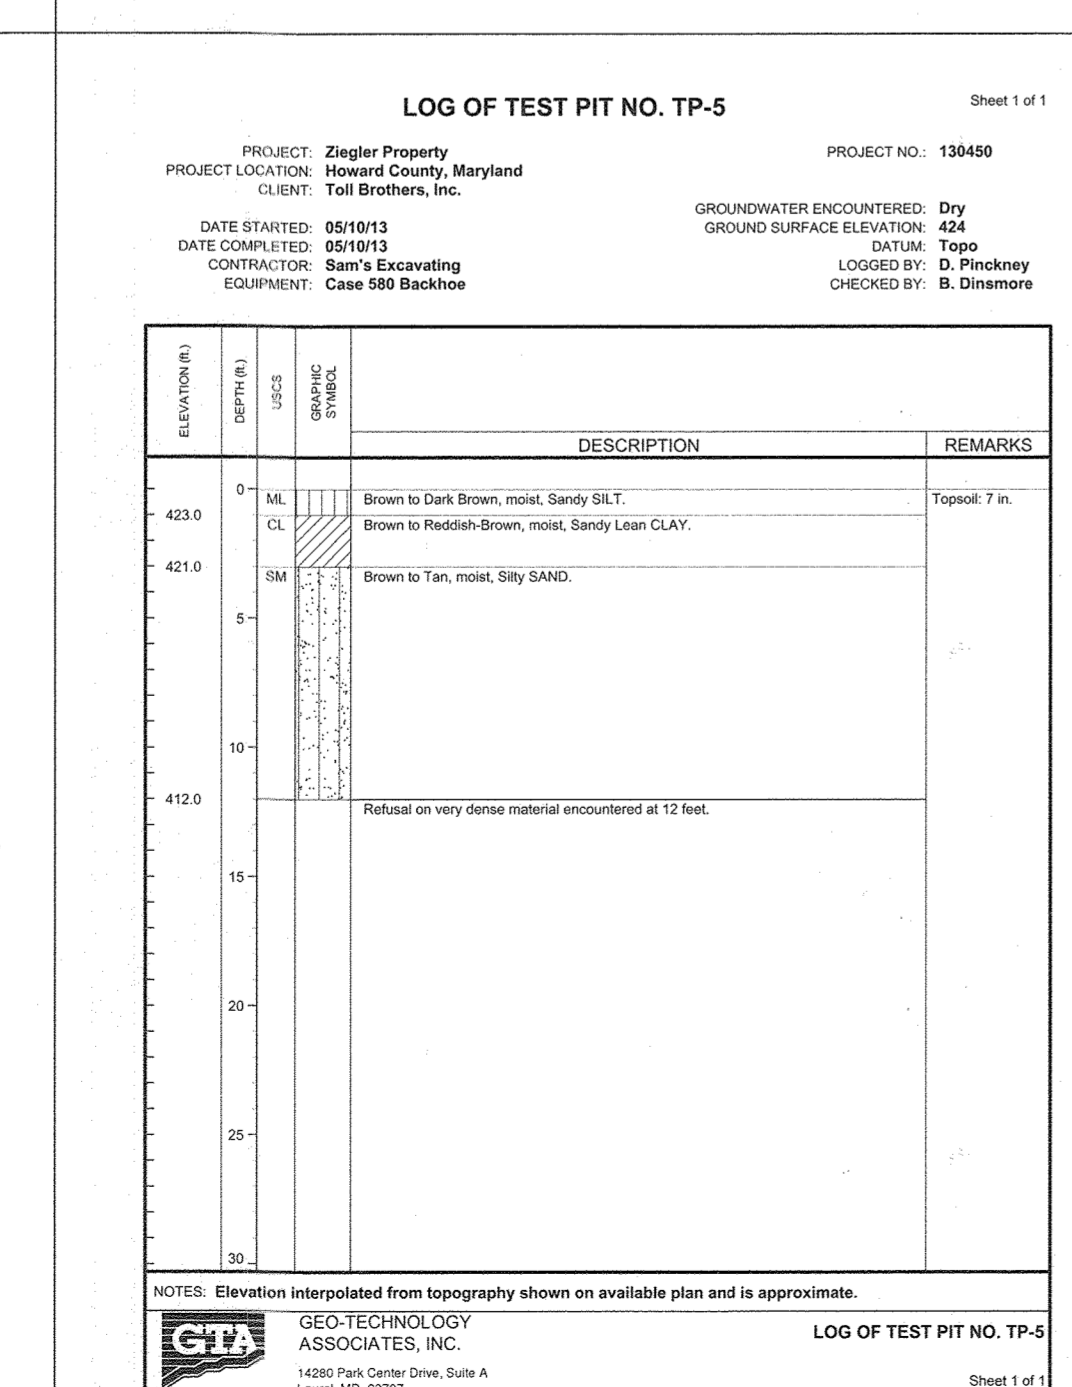 LOG OF TEST PIT NO. TP-5
Sheet 1 of 1
PROJECT: Ziegler Property
PROJECT NO.: 130450
PROJECT LOCATION: Howard County, Maryland
CLIENT: Toll Brothers, Inc.
GROUNDWATER ENCOUNTERED: Dry
DATE STARTED: 05/10/13
GROUND SURFACE ELEVATION: 424
DATE COMPLETED: 05/10/13
DATUM: Topo
CONTRACTOR: Sam's Excavating
LOGGED BY: D. Pinckney
EQUIPMENT: Case 580 Backhoe
CHECKED BY: B. Dinsmore
ELEVATION (ft.)
DEPTH (ft.)
USCS
GRAPHIC
SYMBOL
DESCRIPTION
REMARKS
0
ML
Brown to Dark Brown, moist, Sandy SILT.
Topsoil: 7 in.
423.0
CL
Brown to Reddish-Brown, moist, Sandy Lean CLAY.
421.0
SM
Brown to Tan, moist, Silty SAND.
5
10
412.0
Refusal on very dense material encountered at 12 feet.
15
20
25
30
NOTES: Elevation interpolated from topography shown on available plan and is approximate.
GTA
GEO-TECHNOLOGY
ASSOCIATES, INC.
LOG OF TEST PIT NO. TP-5
14280 Park Center Drive, Suite A
Sheet 1 of 1